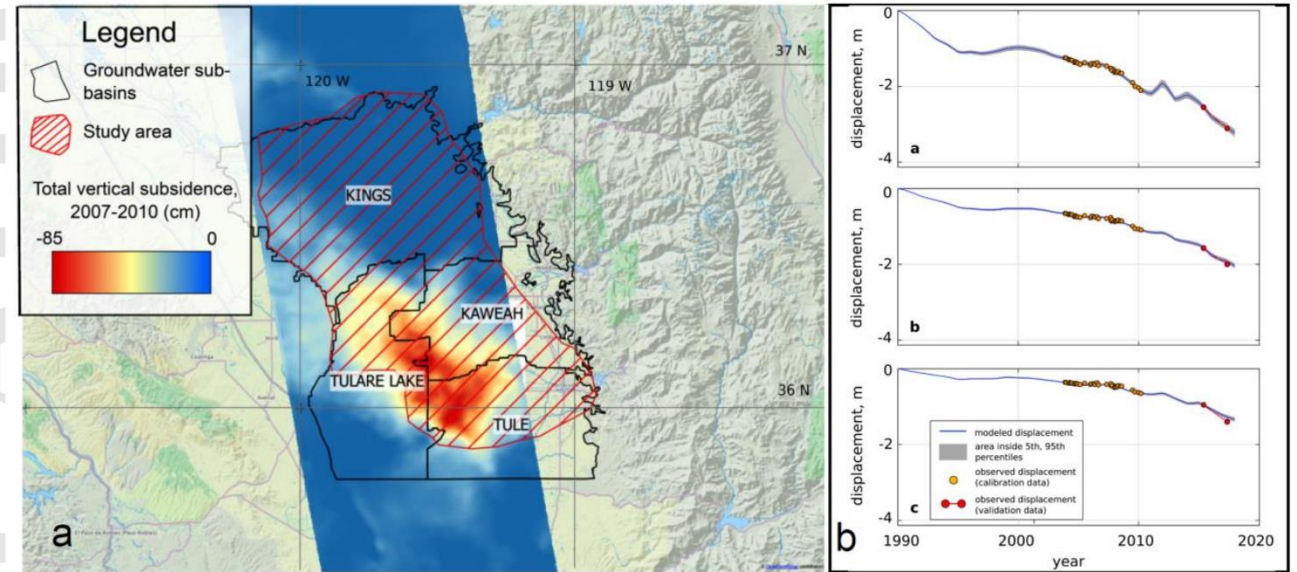 Legend
Groundwater sub-
basins
Study area
Total vertical subsidence,
2007-2010 (cm)
-85 0
120 W
37 N
119 W
KINGS
KAWEAH
TULARE LAKE
36 N
TULE
a
0
-2
-4
displacement, m
a
0
-2
-4
displacement, m
b
0
-2
-4
displacement, m
modeled displacement
area inside 5th, 95th
percentiles
observed displacement
(calibration data)
observed displacement
(validation data)
c
1990 2000 2010 2020
year
b